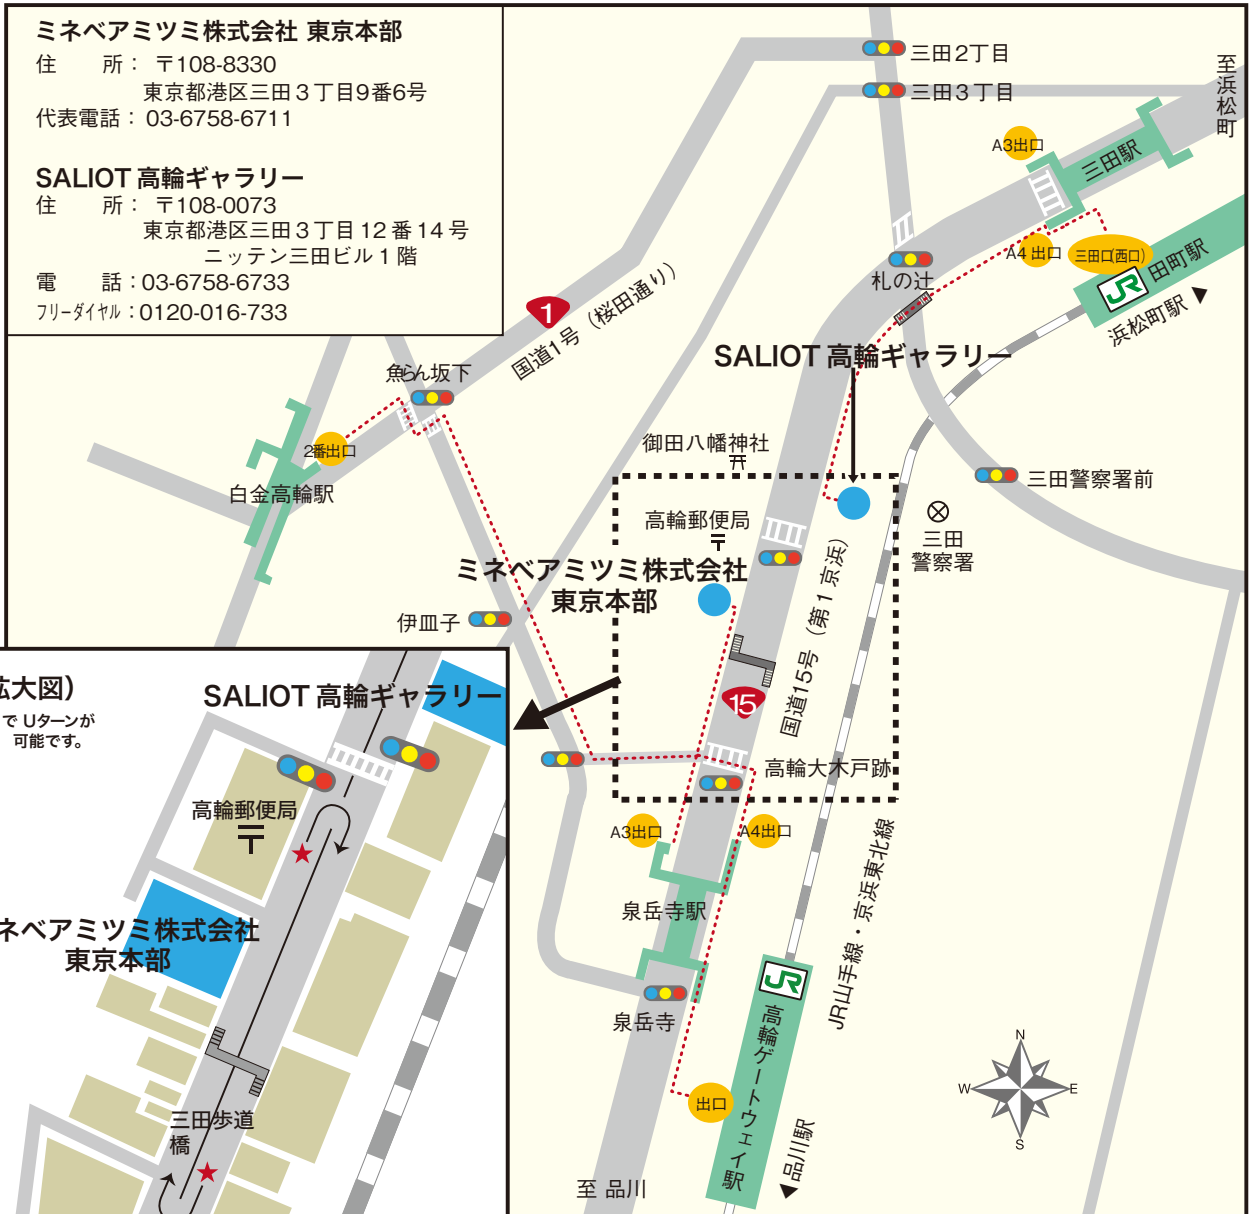 ミネベアミツミ株式会社 東京本部
住 所： 〒108-8330
東京都港区三田３丁目9番6号
代表電話： 03-6758-6711
SALIOT 高輪ギャラリー
住 所： 〒108-0073
東京都港区三田３丁目12番14号
ニッテン三田ビル１階
電 話：03-6758-6733
フリーダイヤル：0120-016-733
三田２丁目
三田３丁目
至浜松町
A3出口
三田駅
札の辻
A4 出口
三田口(西口)
JR
田町駅
浜松町駅
1
国道1号（桜田通り）
魚らん坂下
SALIOT 高輪ギャラリー
2番出口
白金高輪駅
御田八幡神社
三田警察署前
高輪郵便局
三田
警察署
ミネベアミツミ株式会社
東京本部
伊皿子
国道15号（第１京浜）
15
高輪大木戸跡
A3出口
A4出口
泉岳寺駅
JR山手線・京浜東北線
泉岳寺
JR
高輪ゲートウェイ駅
出口
品川駅
至 品川
N
W
E
S
拡大図）
で Uターンが
可能です。
SALIOT 高輪ギャラリー
高輪郵便局
ネベアミツミ株式会社
東京本部
三田歩道
橋